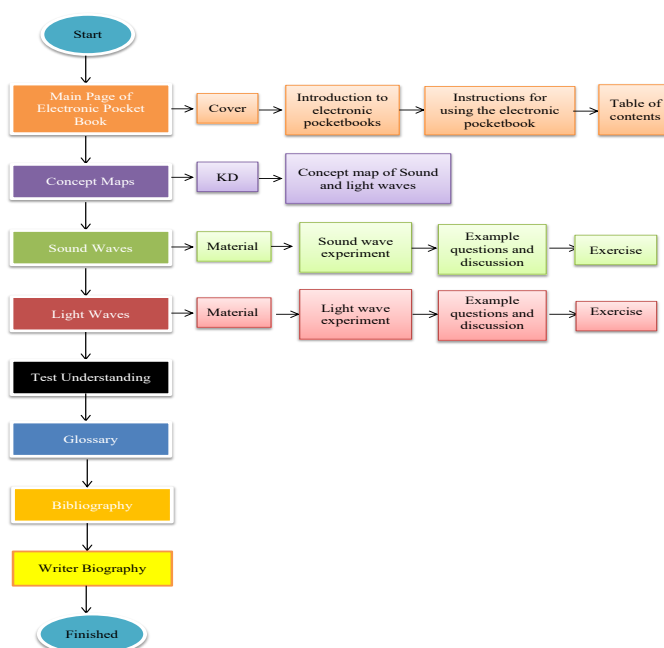 Start
Main Page of
Electronic Pocket
Book
Cover
Introduction to
electronic
pocketbooks
Instructions for
using the electronic
pocketbook
Table of
contents
Concept Maps
KD
Concept map of Sound
and light waves
Sound Waves
Material
Sound wave
experiment
Example
questions and
discussion
Exercise
Light Waves
Material
Light wave
experiment
Example
questions and
discussion
Exercise
Test Understanding
Glossary
Bibliography
Writer Biography
Finished